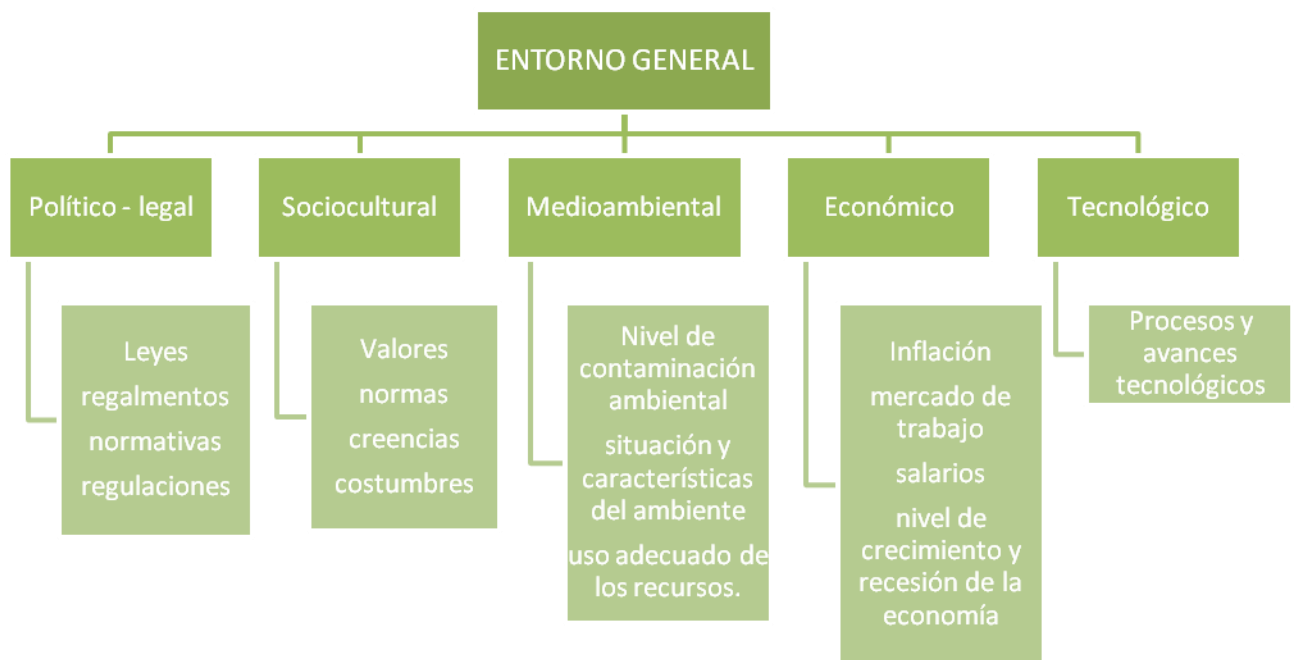 ENTORNO GENERAL
Político - legal
Sociocultural
Medioambiental
Económico
Tecnológico
Leyes
regalmentos
normativas
regulaciones
Valores
normas
creencias
costumbres
Nivel de
contaminación
ambiental
situación y
características
del ambiente
uso adecuado de
los recursos.
Inflación
mercado de
trabajo
salarios
nivel de
crecimiento y
recesión de la
economía
Procesos y
avances
tecnológicos